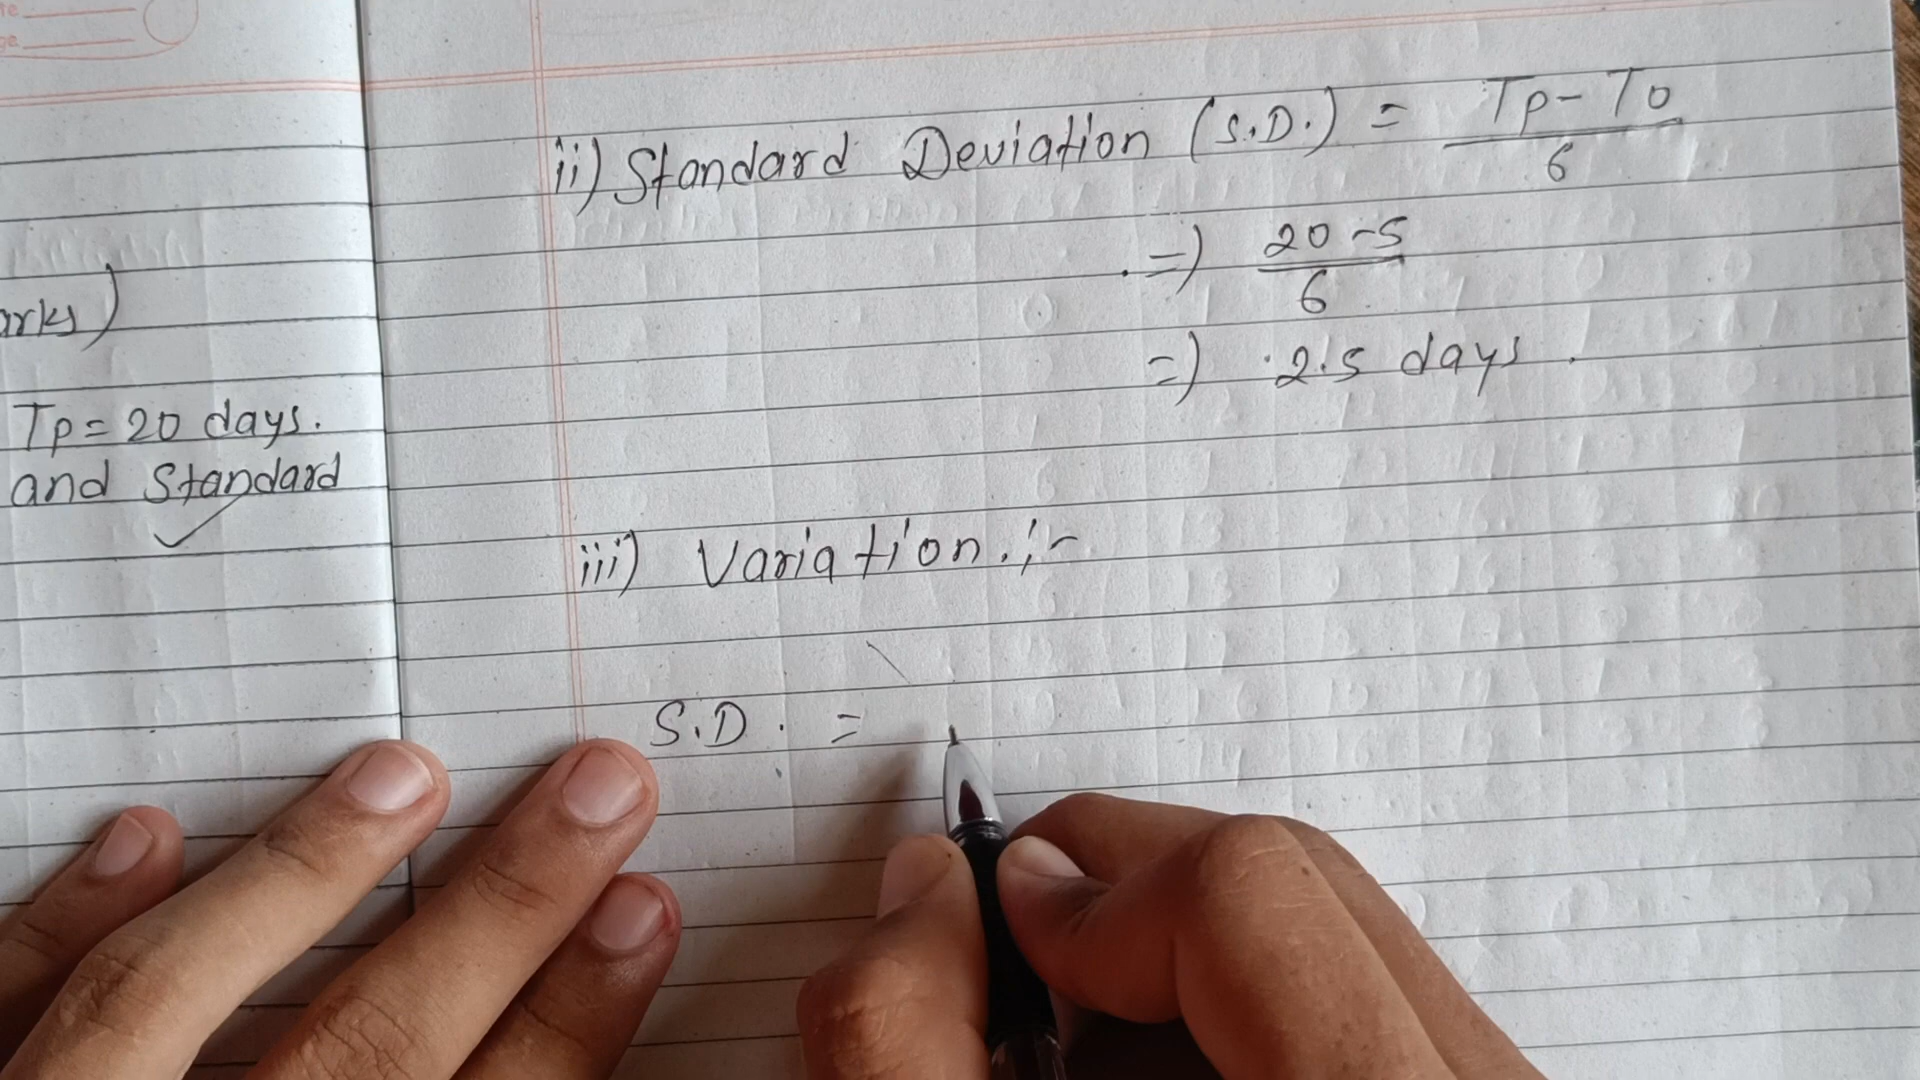 arks)
Tp = 20 days.
and Standard
ii) Standard Deviation (S.D.) = Tp - To
6
=) 20 - 5
6
=) 2.5 days.
iii) Variation. :-
S.D. =